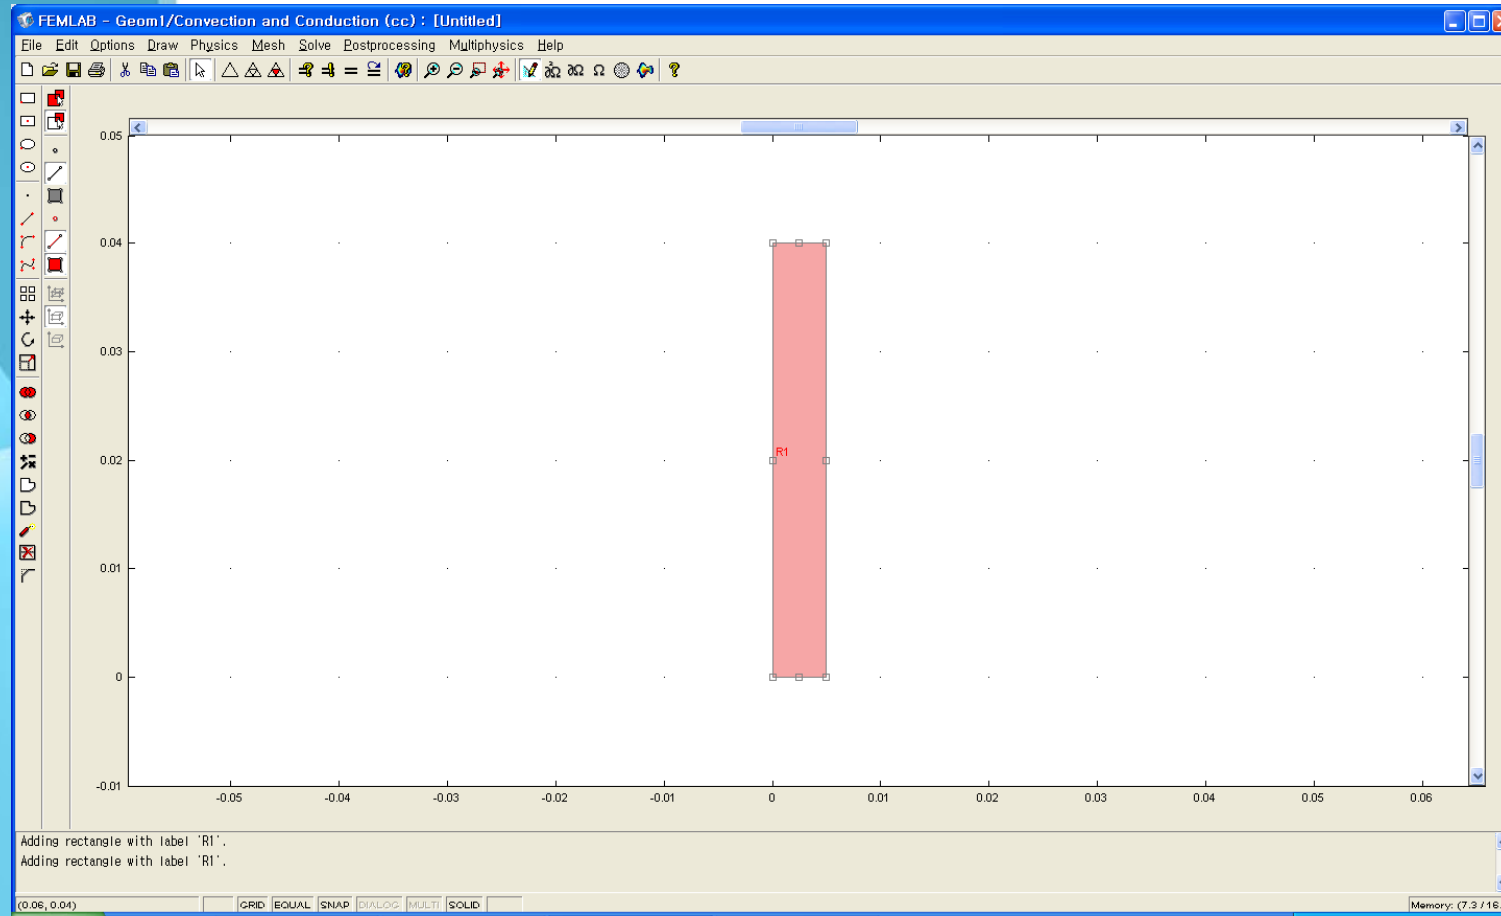 FEMLAB - Geom1/Convection and Conduction (cc) : [Untitled]
File Edit Options Draw Physics Mesh Solve Postprocessing Multiphysics Help
0.05
0.04
0.03
0.02
R1
0.01
0
-0.01
-0.05 -0.04 -0.03 -0.02 -0.01 0 0.01 0.02 0.03 0.04 0.05 0.06
Adding rectangle with label 'R1'.
Adding rectangle with label 'R1'.
(0.06, 0.04) GRID EQUAL SNAP DIALOG MULTI SOLID Memory: (7.3 / 16.